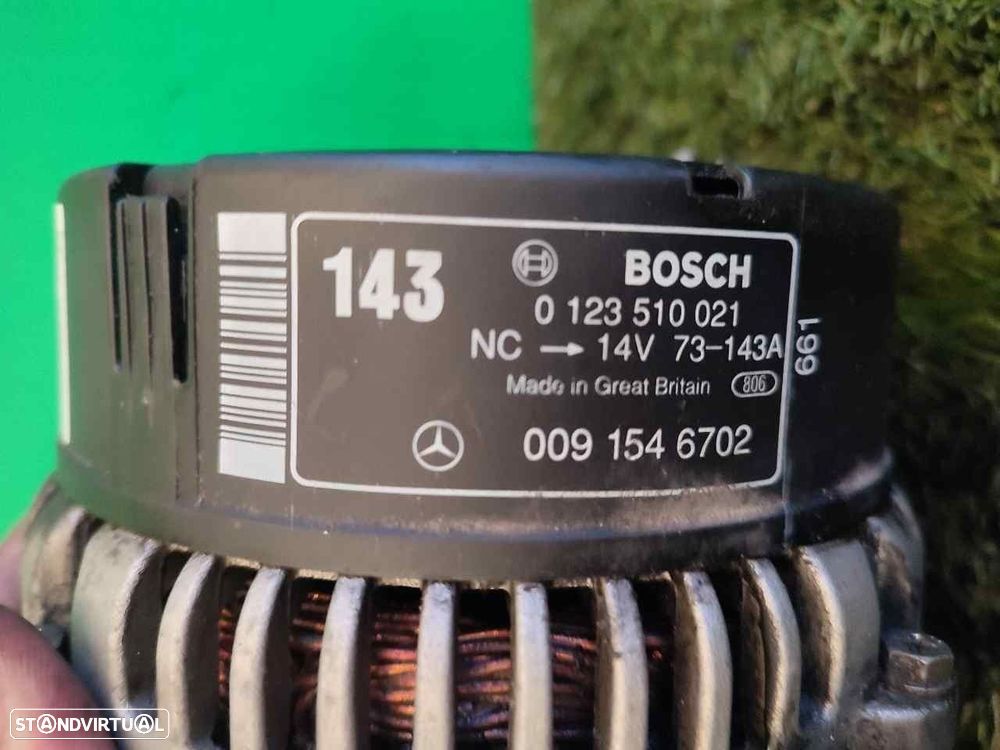 143
BOSCH
0 123 510 021
NC → 14V 73-143A
Made in Great Britain 806
009 154 6702
661
STANDVIRTUAL